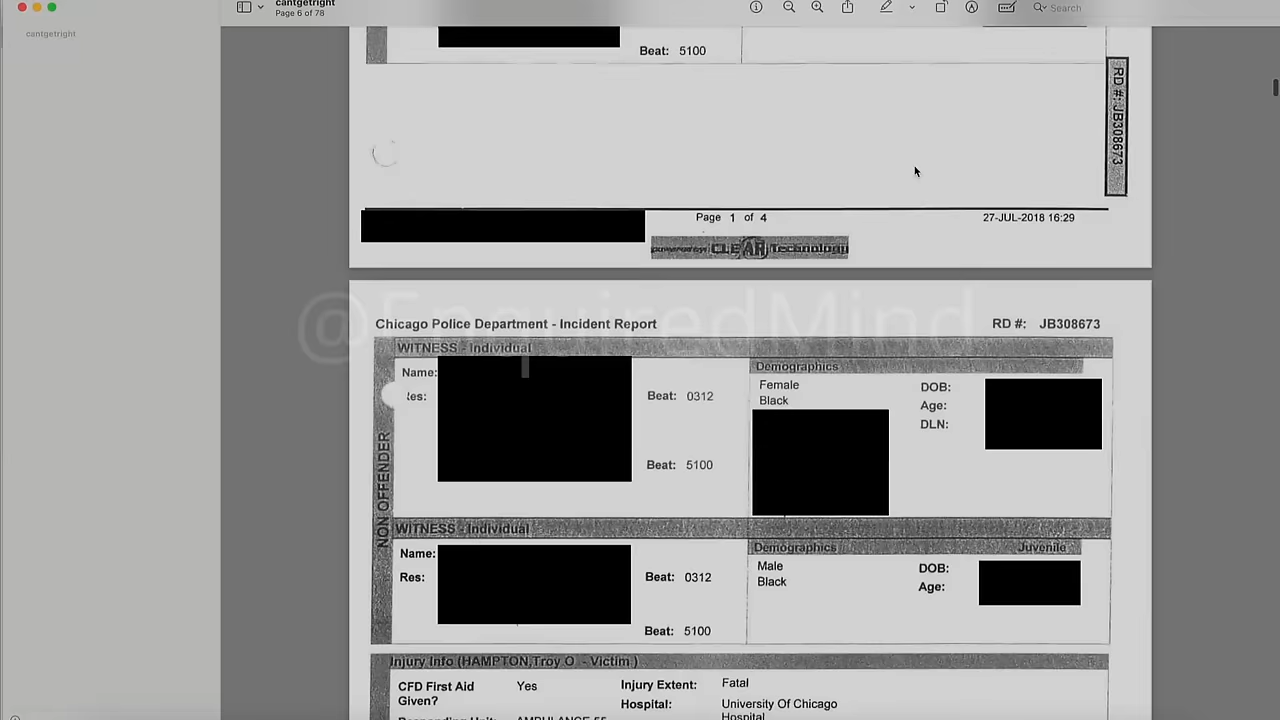 cantgetright
Page 6 of 78
Search
cantgetright
Beat: 5100
RD #: JB308673
Page 1 of 4
27-JUL-2018 16:29
powered by: CLEAR Technology
@EnquiredMind
Chicago Police Department - Incident Report
RD #: JB308673
NON OFFENDER
WITNESS - Individual
Name:
Res:
Beat: 0312
Beat: 5100
Demographics
Female
Black
DOB:
Age:
DLN:
WITNESS - Individual
Name:
Res:
Beat: 0312
Beat: 5100
Demographics Juvenile
Male
Black
DOB:
Age:
Injury Info (HAMPTON,Troy O - Victim )
CFD First Aid Given? Yes
Injury Extent: Fatal
Hospital: University Of Chicago
Hospital
Responding Unit: AMBULANCE 55